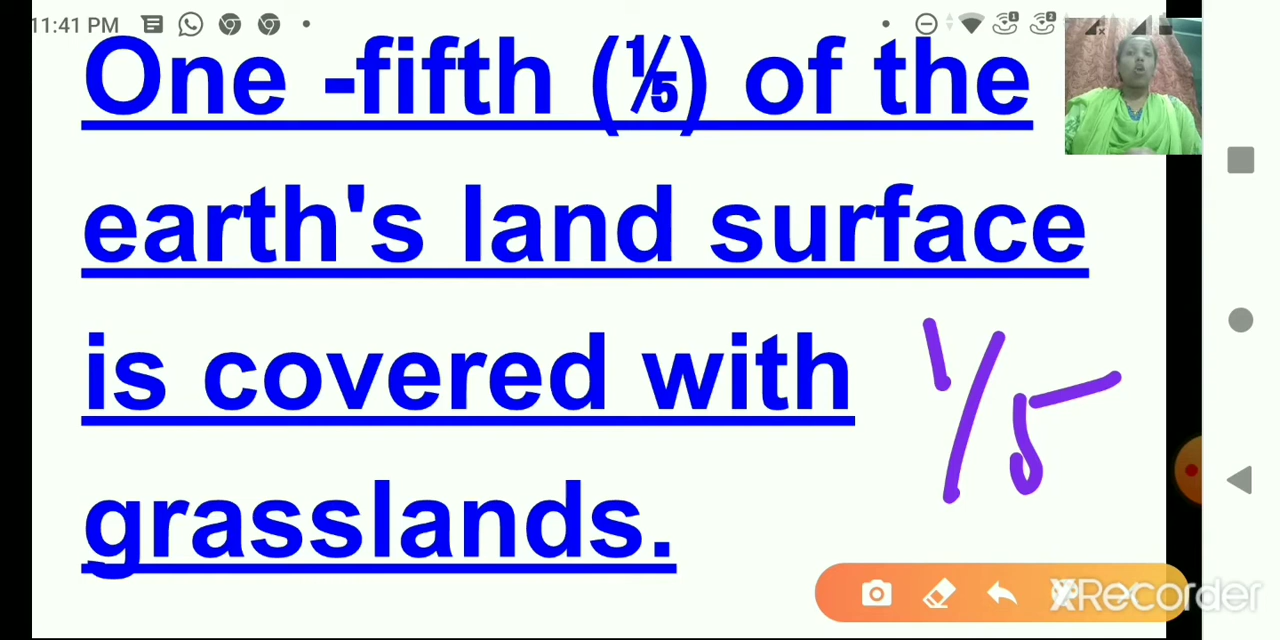 11:41 PM
One -fifth (⅕) of the
earth's land surface
is covered with
grasslands.
1/5
XRecorder